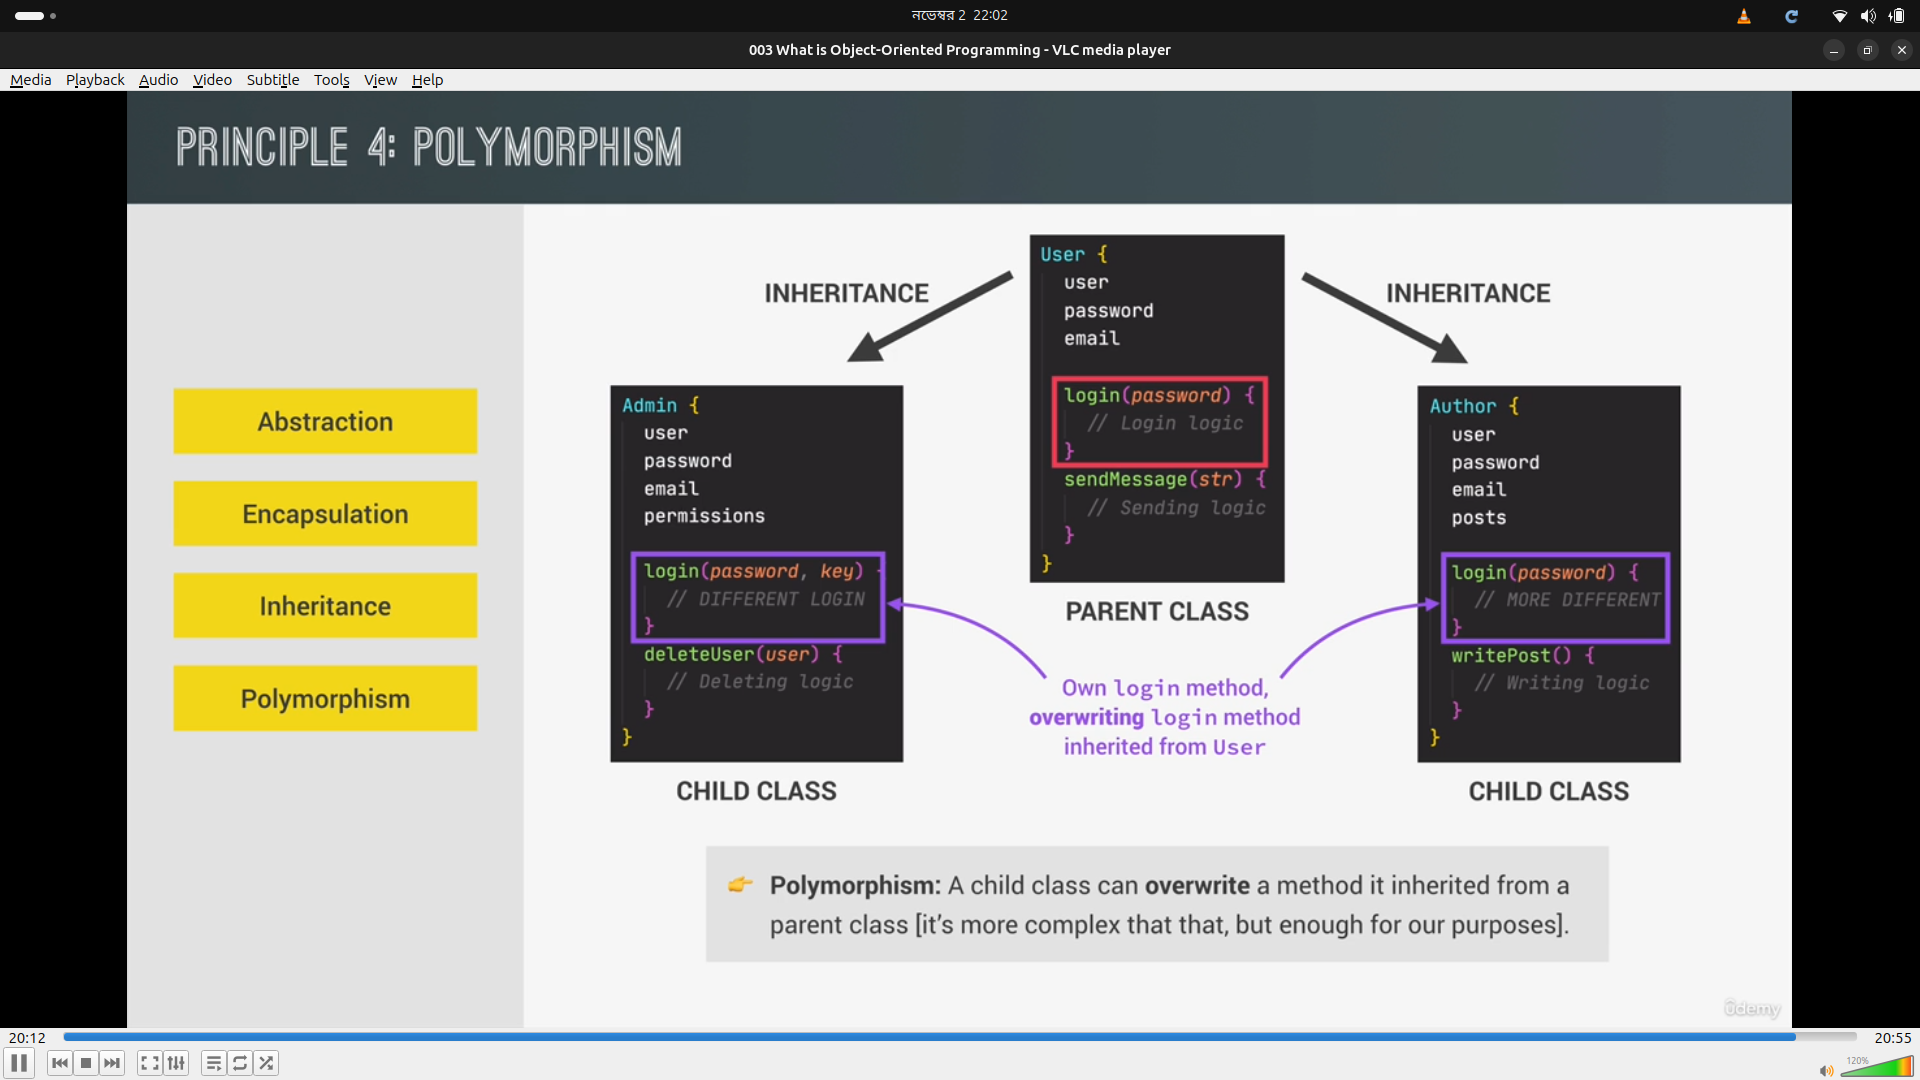 নভেম্বর 2 22:02
003 What is Object-Oriented Programming - VLC media player
Media Playback Audio Video Subtitle Tools View Help
PRINCIPLE 4: POLYMORPHISM
Abstraction
Encapsulation
Inheritance
Polymorphism
INHERITANCE
INHERITANCE
User {
user
password
email
login(password) {
// Login logic
}
sendMessage(str) {
// Sending logic
}
}
PARENT CLASS
Admin {
user
password
email
permissions
login(password, key) {
// DIFFERENT LOGIN
}
deleteUser(user) {
// Deleting logic
}
}
CHILD CLASS
Own login method,
overwriting login method
inherited from User
Author {
user
password
email
posts
login(password) {
// MORE DIFFERENT
}
writePost() {
// Writing logic
}
}
CHILD CLASS
👉 Polymorphism: A child class can overwrite a method it inherited from a
parent class [it's more complex that that, but enough for our purposes].
ûdemy
20:12
20:55
120%